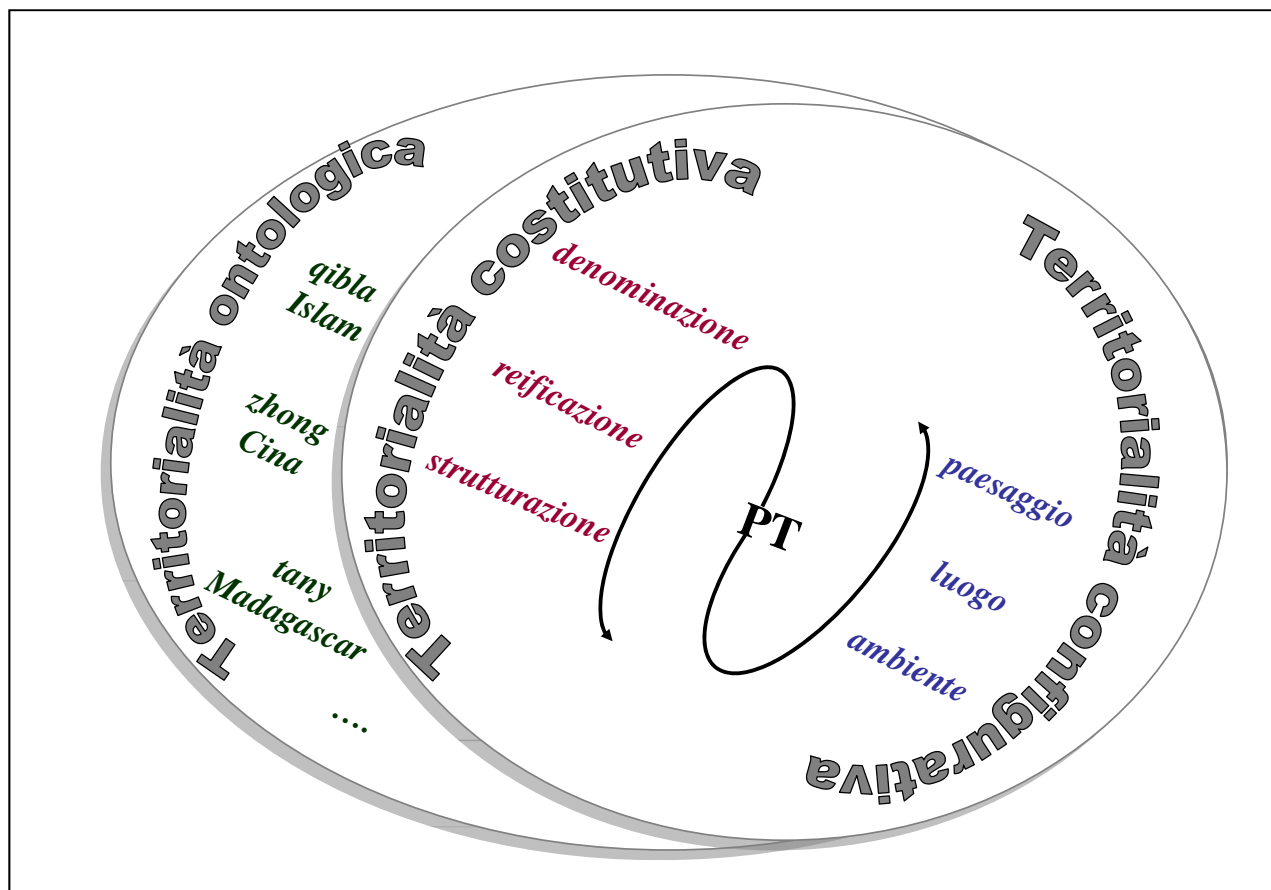 Territorialità ontologica
qibla
Islam
zhong
Cina
tany
Madagascar
....
Territorialità costitutiva
denominazione
reificazione
strutturazione
PT
Territorialità configurativa
paesaggio
luogo
ambiente